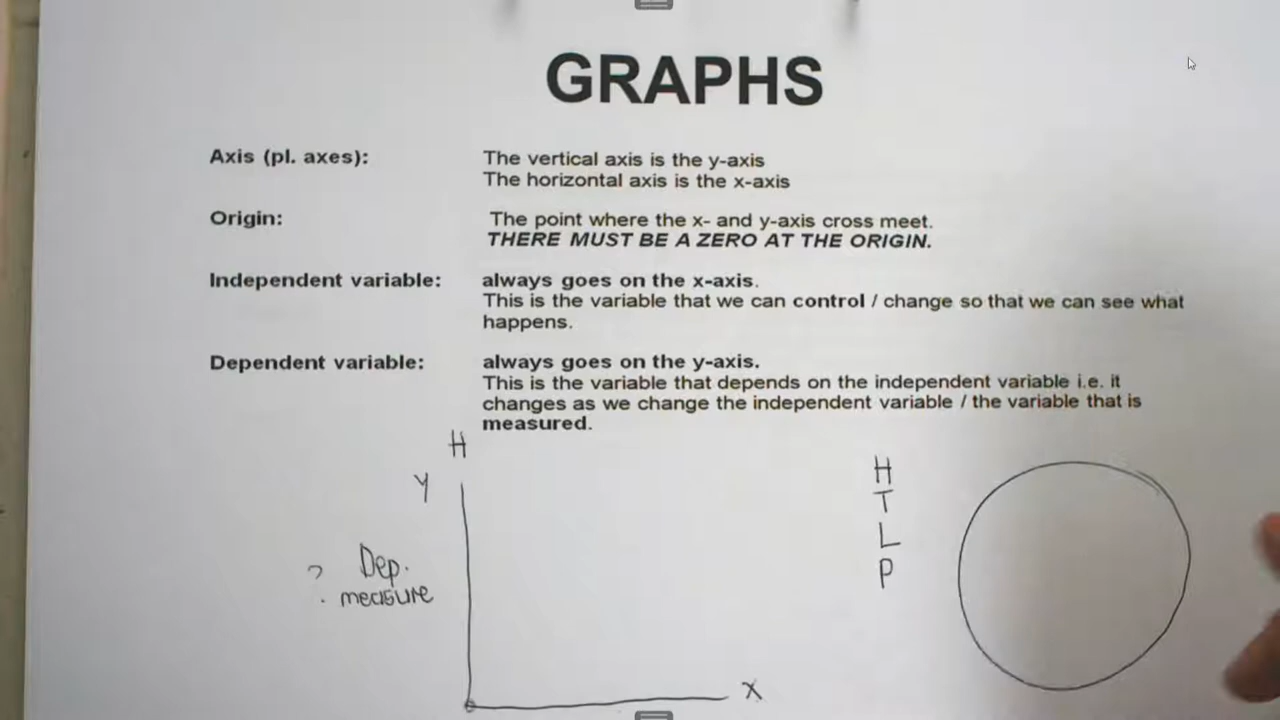 GRAPHS
Axis (pl. axes): The vertical axis is the y-axis
The horizontal axis is the x-axis
Origin: The point where the x- and y-axis cross meet.
THERE MUST BE A ZERO AT THE ORIGIN.
Independent variable: always goes on the x-axis.
This is the variable that we can control / change so that we can see what
happens.
Dependent variable: always goes on the y-axis.
This is the variable that depends on the independent variable i.e. it
changes as we change the independent variable / the variable that is
measured.
H
Y
? Dep.
measure
X
H
T
L
P